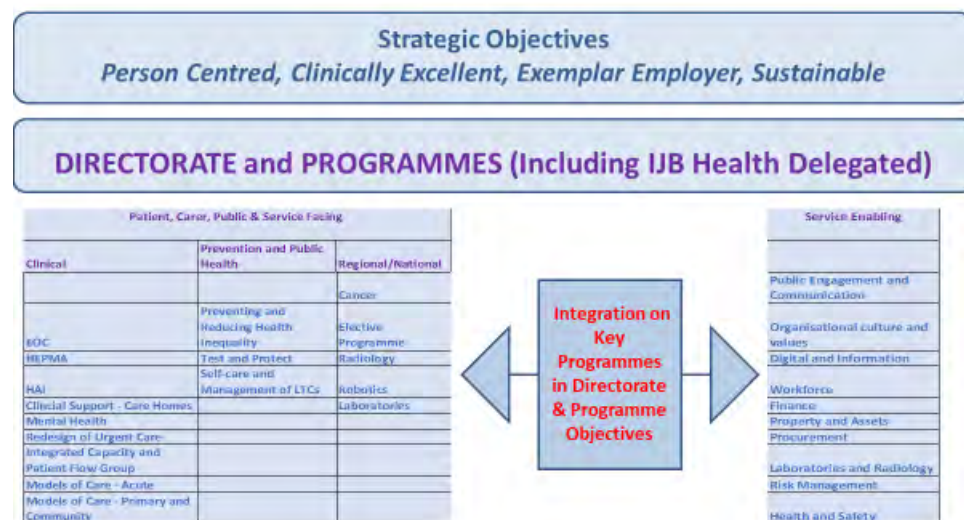 Strategic Objectives
Person Centred, Clinically Excellent, Exemplar Employer, Sustainable
DIRECTORATE and PROGRAMMES (Including IJB Health Delegated)
Patient, Carer, Public & Service Facing
Clinical
Prevention and Public
Health
Regional/National
Cancer
EOC
Preventing and
Reducing Health
Inequality
Elective
Programme
HEPMA
Test and Protect
Radiology
HAI
Self-care and
Management of LTCs
Robotics
Clincial Support - Care Homes
Laboratories
Mental Health
Redesign of Urgent Care
Integrated Capacity and
Patient Flow Group
Models of Care - Acute
Models of Care - Primary and
Community
Integration on
Key
Programmes
in Directorate
& Programme
Objectives
Service Enabling
Public Engagement and
Communication
Organisational culture and
values
Digital and Information
Workforce
Finance
Property and Assets
Procurement
Laboratories and Radiology
Risk Management
Health and Safety